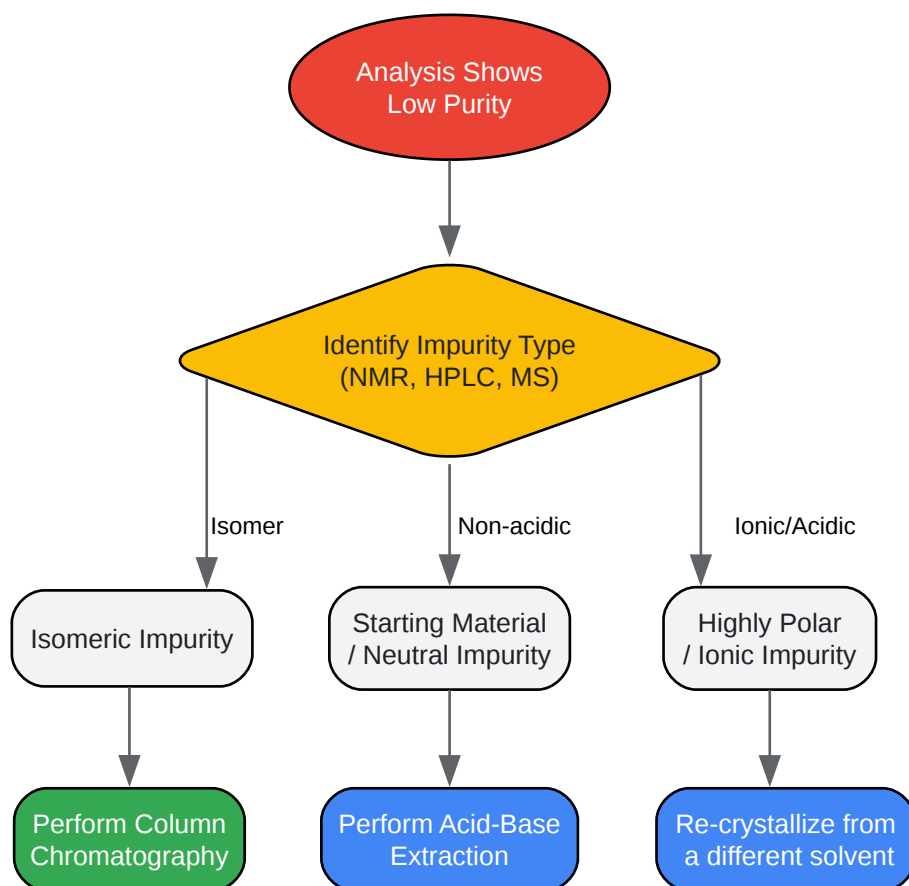 Analysis Shows
Low Purity
Identify Impurity Type
(NMR, HPLC, MS)
Isomer
Non-acidic
Ionic/Acidic
Isomeric Impurity
Starting Material
/ Neutral Impurity
Highly Polar
/ Ionic Impurity
Perform Column
Chromatography
Perform Acid-Base
Extraction
Re-crystallize from
a different solvent